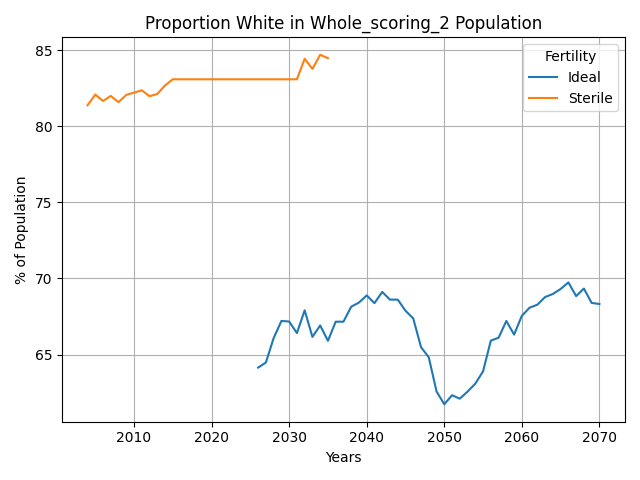 Proportion White in Whole_scoring_2 Population
85
80
75
70
65
% of Population
Fertility
Ideal
Sterile
2010 2020 2030 2040 2050 2060 2070
Years